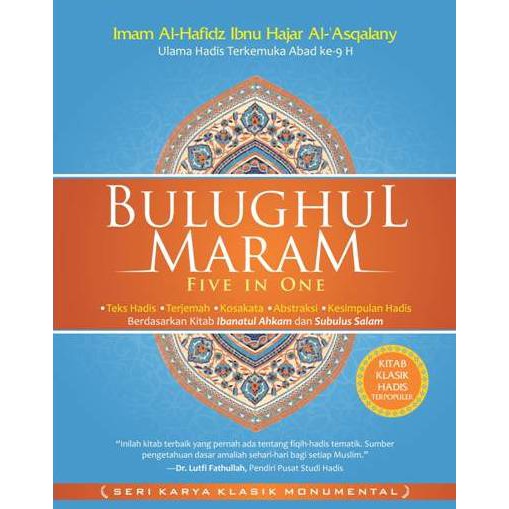 Imam Al-Hafidz Ibnu Hajar Al-'Asqalany
Ulama Hadis Terkemuka Abad ke-9 H
BULUGHUL
MARAM
FIVE IN ONE
•Teks Hadis •Terjemah •Kosakata •Abstraksi •Kesimpulan Hadis
Berdasarkan Kitab Ibanatul Ahkam dan Subulus Salam
KITAB
KLASIK
HADIS
TERPOPULER
“Inilah kitab terbaik yang pernah ada tentang fiqih-hadis tematik. Sumber
pengetahuan dasar amaliah sehari-hari bagi setiap Muslim.”
—Dr. Lutfi Fathullah, Pendiri Pusat Studi Hadis
( SERI KARYA KLASIK MONUMENTAL )